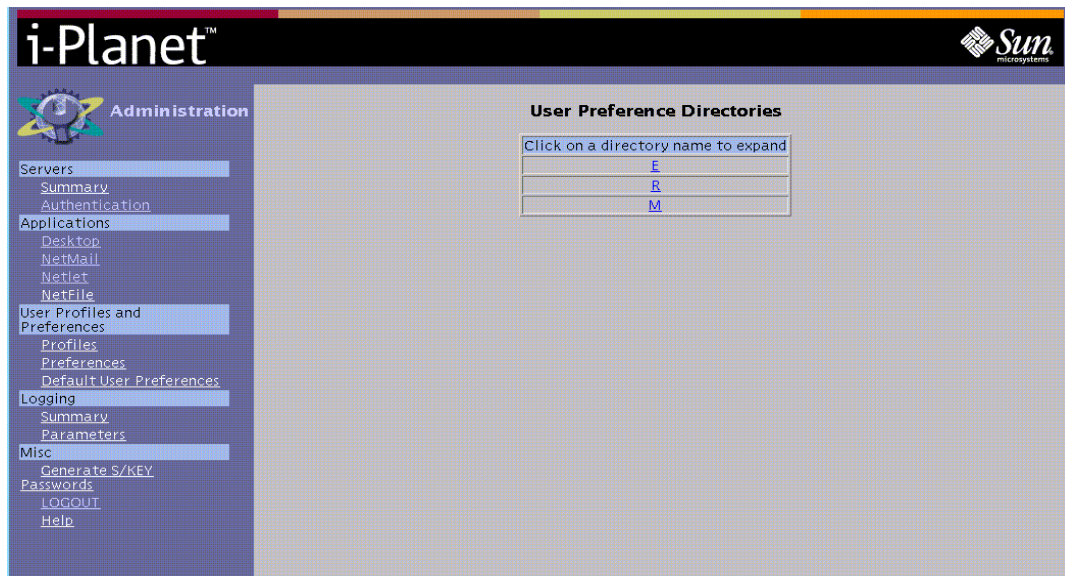 i-Planet™
Sun
microsystems
Administration
Servers
Summary
Authentication
Applications
Desktop
NetMail
Netlet
NetFile
User Profiles and
Preferences
Profiles
Preferences
Default User Preferences
Logging
Summary
Parameters
Misc
Generate S/KEY
Passwords
LOGOUT
Help
User Preference Directories
Click on a directory name to expand
E
R
M